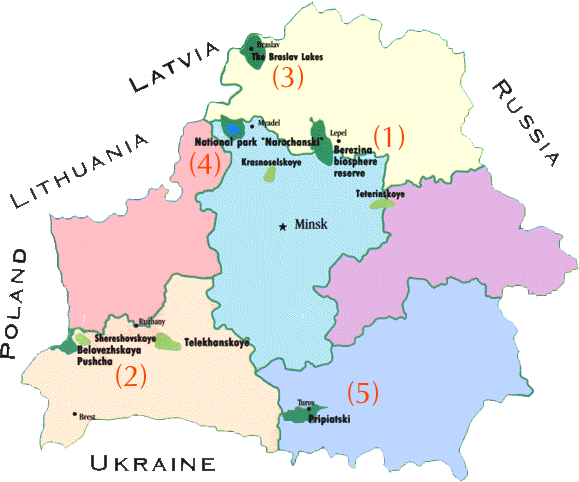 LATVIA
Braslav
The Braslav Lakes
(3)
RUSSIA
LITHUANIA
Myadel
National park "Narochanski"
(4)
Lepel
(1)
Berezina
biosphere
reserve
Krasnoselskoye
Teterinskoye
Minsk
POLAND
Ruzhany
Shereshovskoye
Telekhanskoye
Belovezhskaya
Pushcha
(2)
Brest
(5)
Turov
Pripiatski
UKRAINE